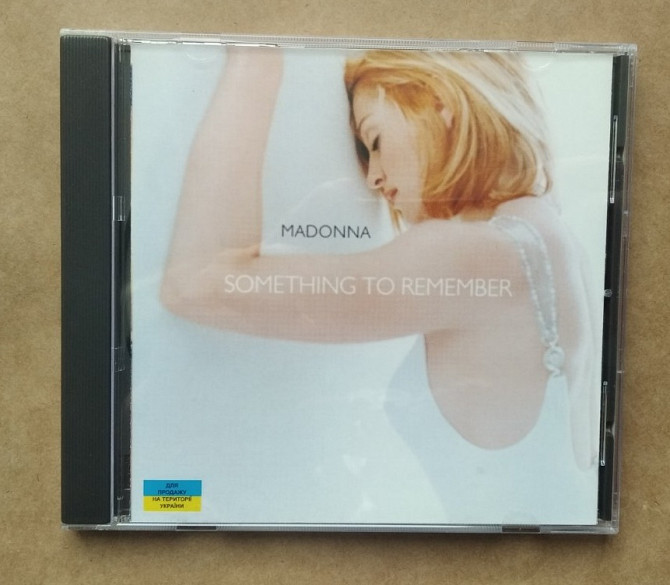 MADONNA
SOMETHING TO REMEMBER
ДЛЯ
ПРОДАЖУ
НА ТЕРИТОРІЇ
УКРАЇНИ